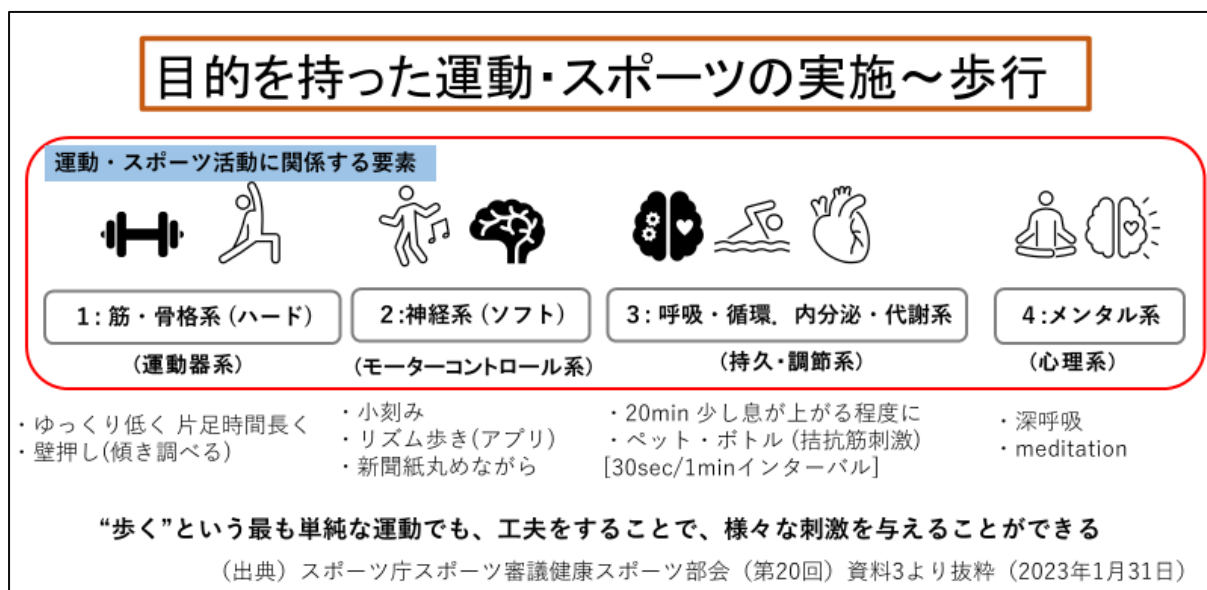 目的を持った運動・スポーツの実施～歩行
運動・スポーツ活動に関係する要素
1：筋・骨格系（ハード）
（運動器系）
2：神経系（ソフト）
（モーターコントロール系）
3：呼吸・循環．内分泌・代謝系
（持久・調節系）
4：メンタル系
（心理系）
・ゆっくり低く 片足時間長く
・壁押し(傾き調べる)
・小刻み
・リズム歩き(アプリ)
・新聞紙丸めながら
・20min 少し息が上がる程度に
・ペット・ボトル (拮抗筋刺激)
[30sec/1minインターバル]
・深呼吸
・meditation
“歩く”という最も単純な運動でも、工夫をすることで、様々な刺激を与えることができる
（出典）スポーツ庁スポーツ審議健康スポーツ部会（第20回）資料3より抜粋（2023年1月31日）